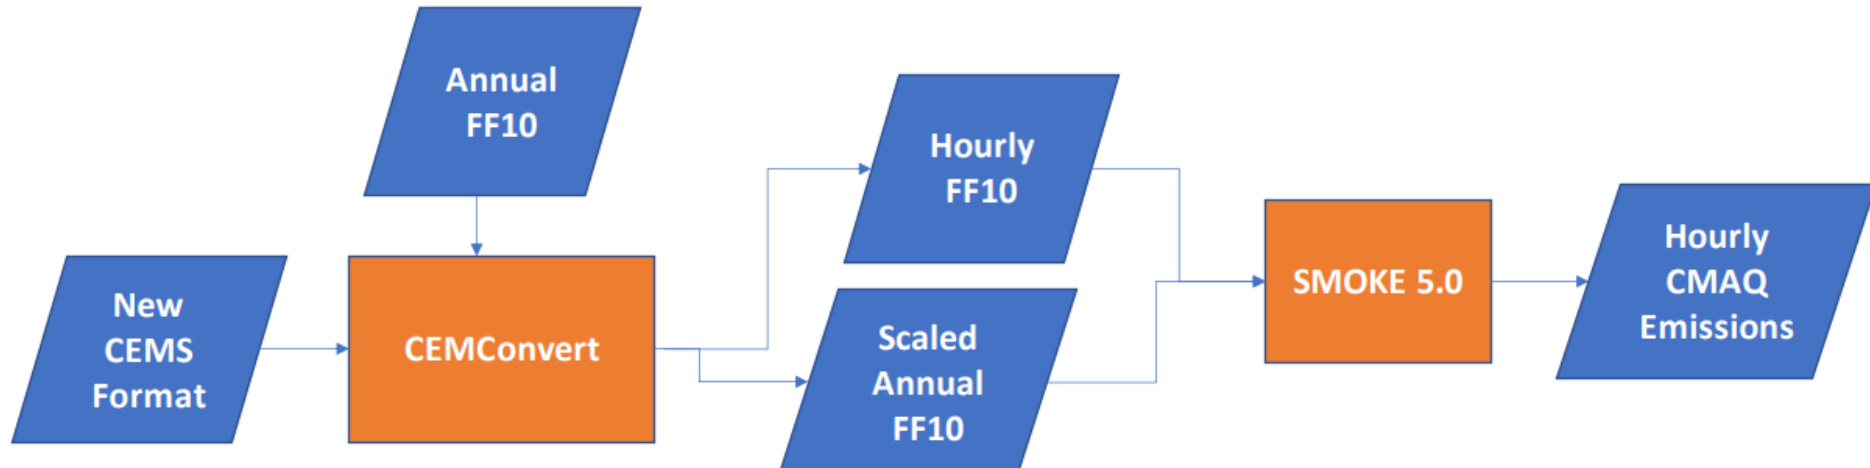 Annual
FF10
New
CEMS
Format
CEMConvert
Hourly
FF10
Scaled
Annual
FF10
SMOKE 5.0
Hourly
CMAQ
Emissions